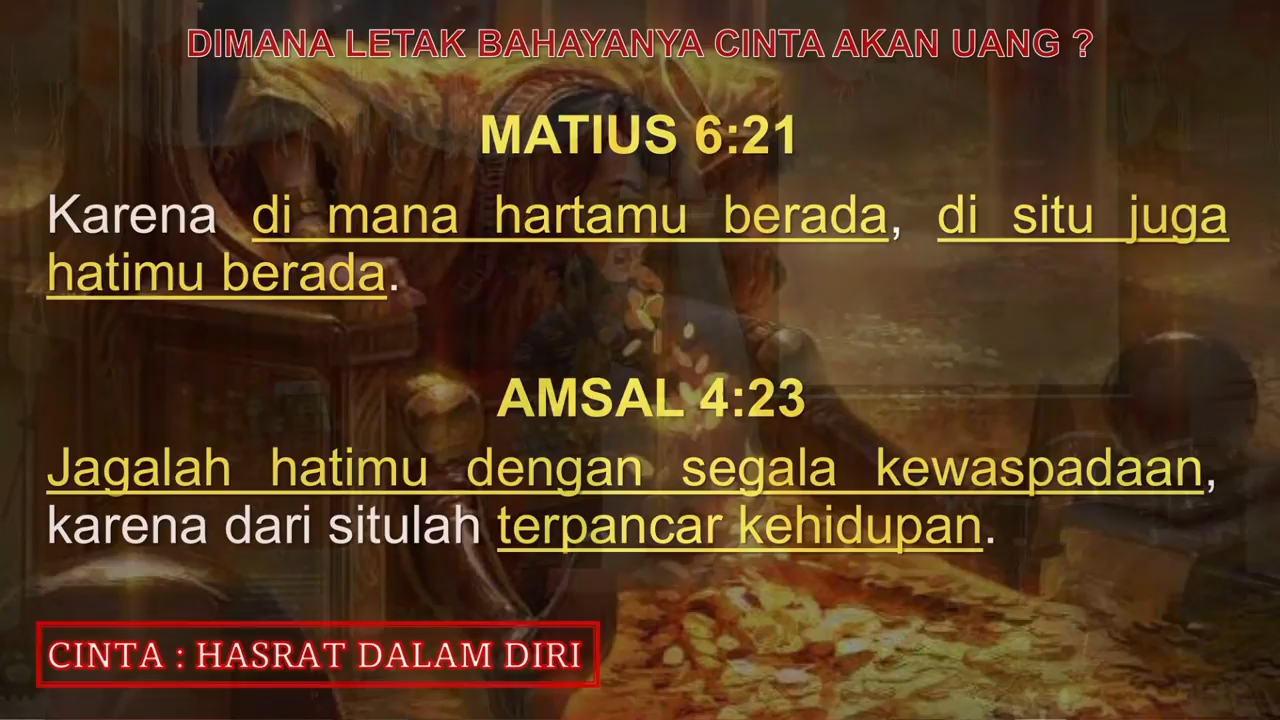 DIMANA LETAK BAHAYANYA CINTA AKAN UANG ?
MATIUS 6:21
Karena di mana hartamu berada, di situ juga
hatimu berada.
AMSAL 4:23
Jagalah hatimu dengan segala kewaspadaan,
karena dari situlah terpancar kehidupan.
CINTA : HASRAT DALAM DIRI